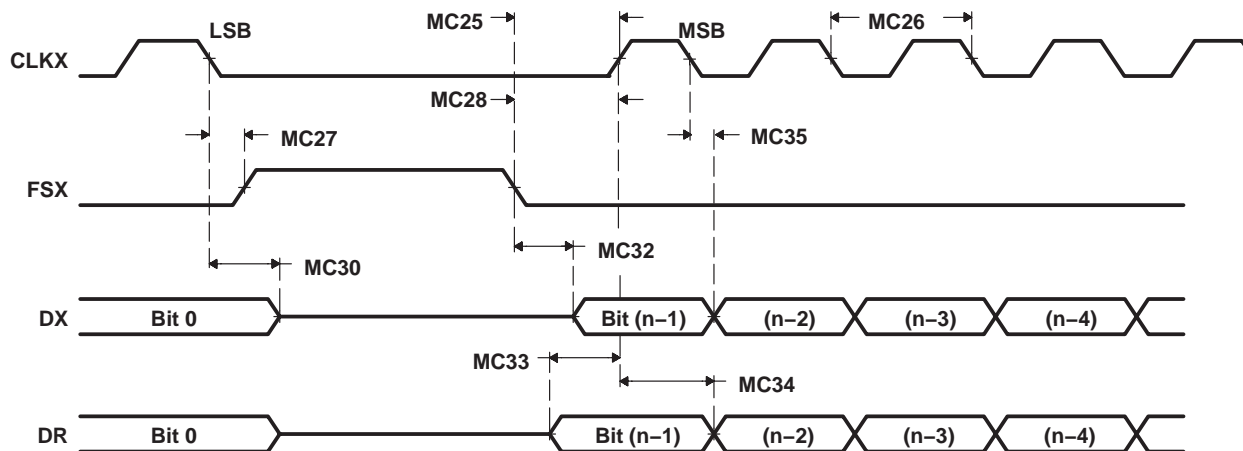 LSB
MC25
MSB
MC26
CLKX
MC28
MC27
MC35
FSX
MC30
MC32
DX
Bit 0
Bit (n−1)
(n−2)
(n−3)
(n−4)
MC33
MC34
DR
Bit 0
Bit (n−1)
(n−2)
(n−3)
(n−4)